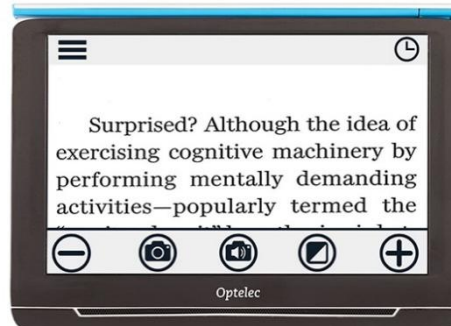 Surprised? Although the idea of
exercising cognitive machinery by
performing mentally demanding
activities—popularly termed the
Optelec